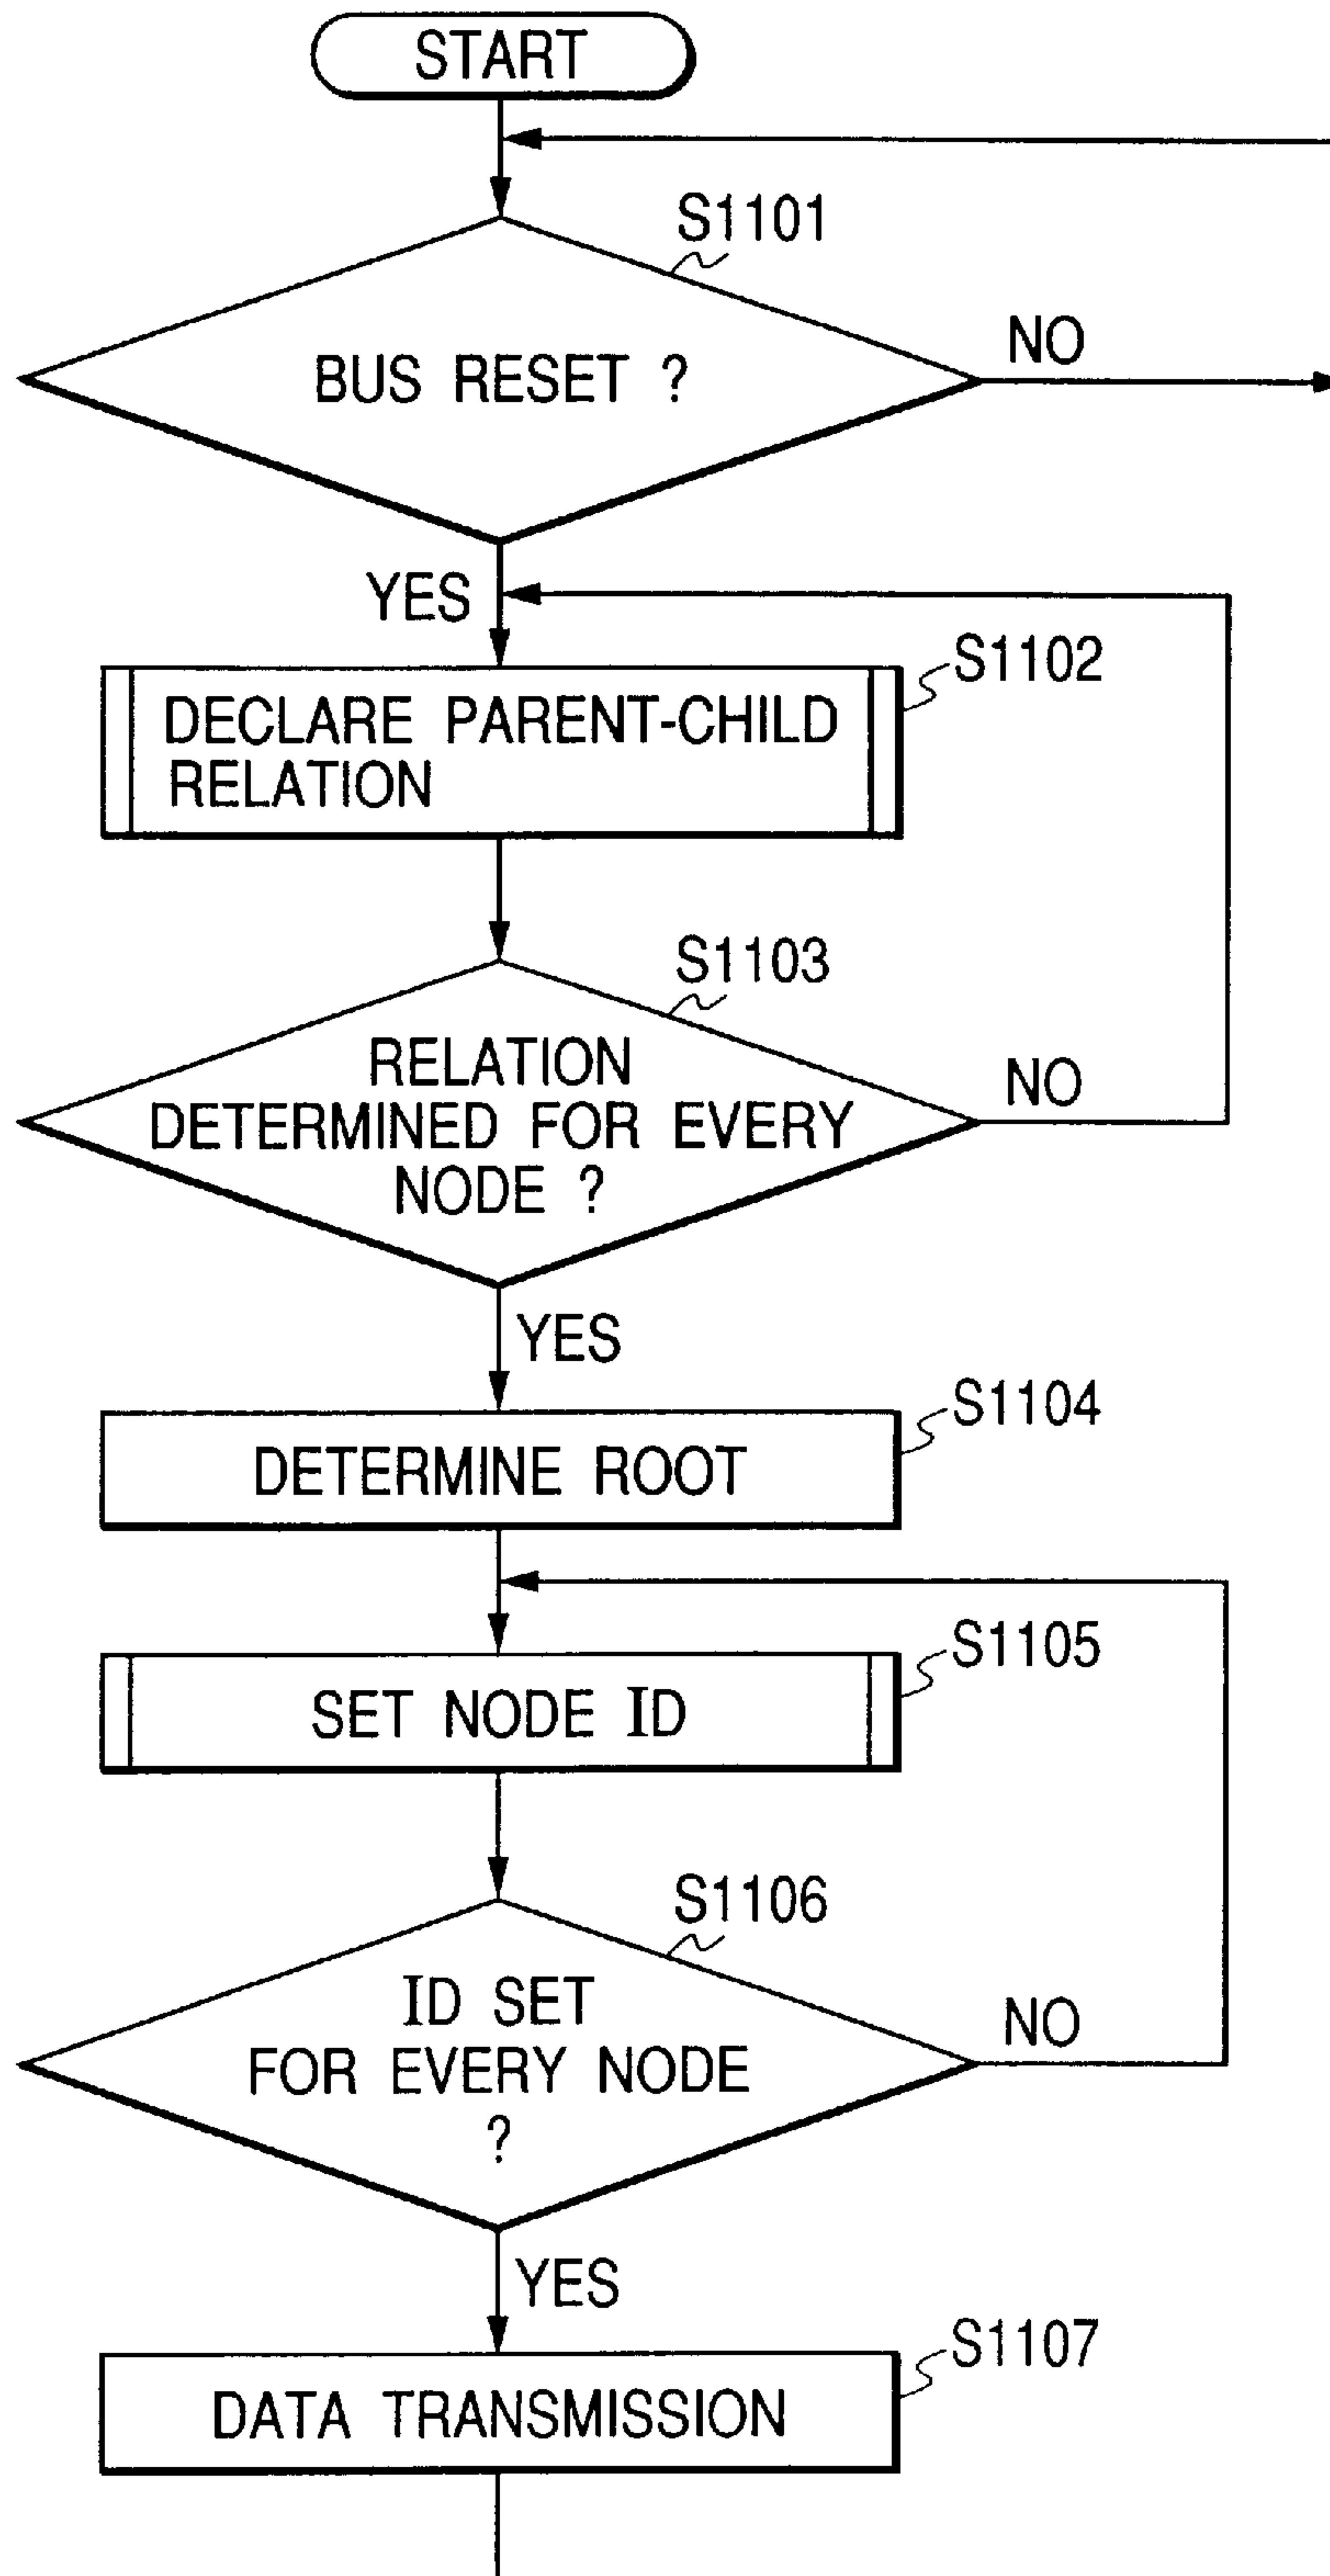 START
S1101
BUS RESET ?
NO
YES
S1102
DECLARE PARENT-CHILD
RELATION
S1103
RELATION
DETERMINED FOR EVERY
NODE ?
NO
YES
S1104
DETERMINE ROOT
S1105
SET NODE ID
S1106
ID SET
FOR EVERY NODE
?
NO
YES
S1107
DATA TRANSMISSION